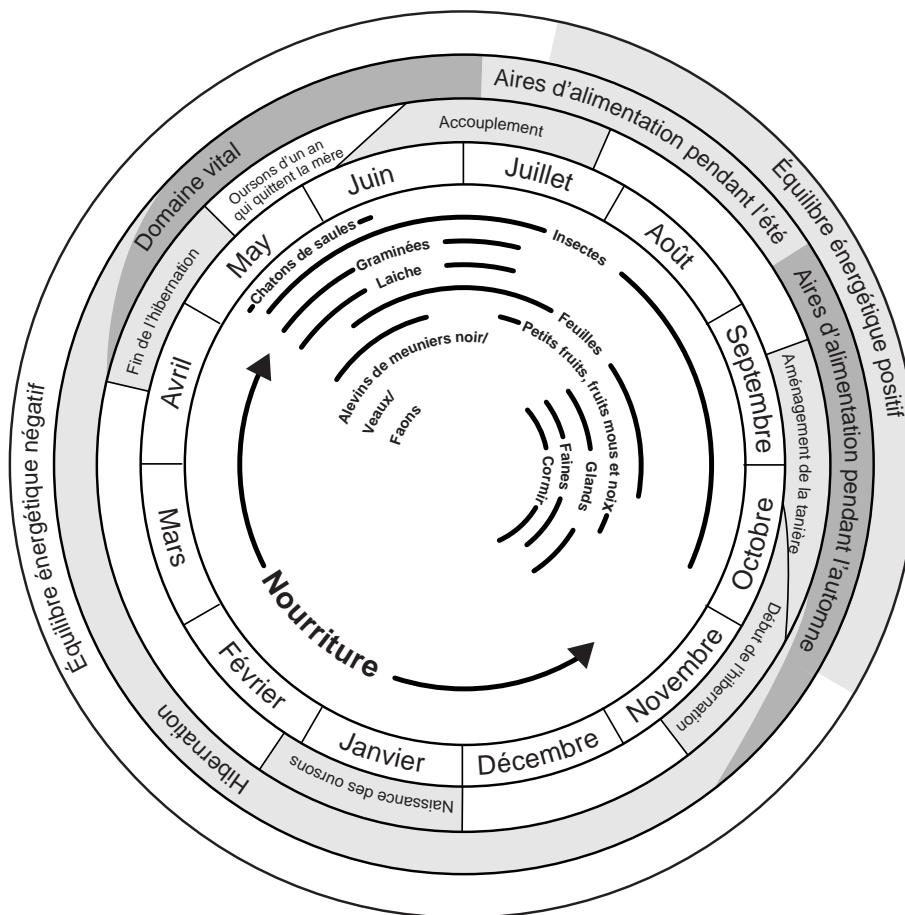 Équilibre énergétique positif
Équilibre énergétique négatif
Domaine vital
Aires d'alimentation pendant l'été
Aires d'alimentation pendant l'automne
Hibernation
Fin de l'hibernation
Oursons d'un an
qui quittent la mère
Accouplement
Aménagement de la tanière
Début de l'hibernation
Naissance des oursons
Janvier
Février
Mars
Avril
May
Juin
Juillet
Août
Septembre
Octobre
Novembre
Décembre
Chatons de saules
Insectes
Graminées
Laiche
Feuilles
Petits fruits, fruits mous et noix
Alevins de meuniers noir/
Veaux/
Faons
Glands
Faines
Cormir
Nourriture